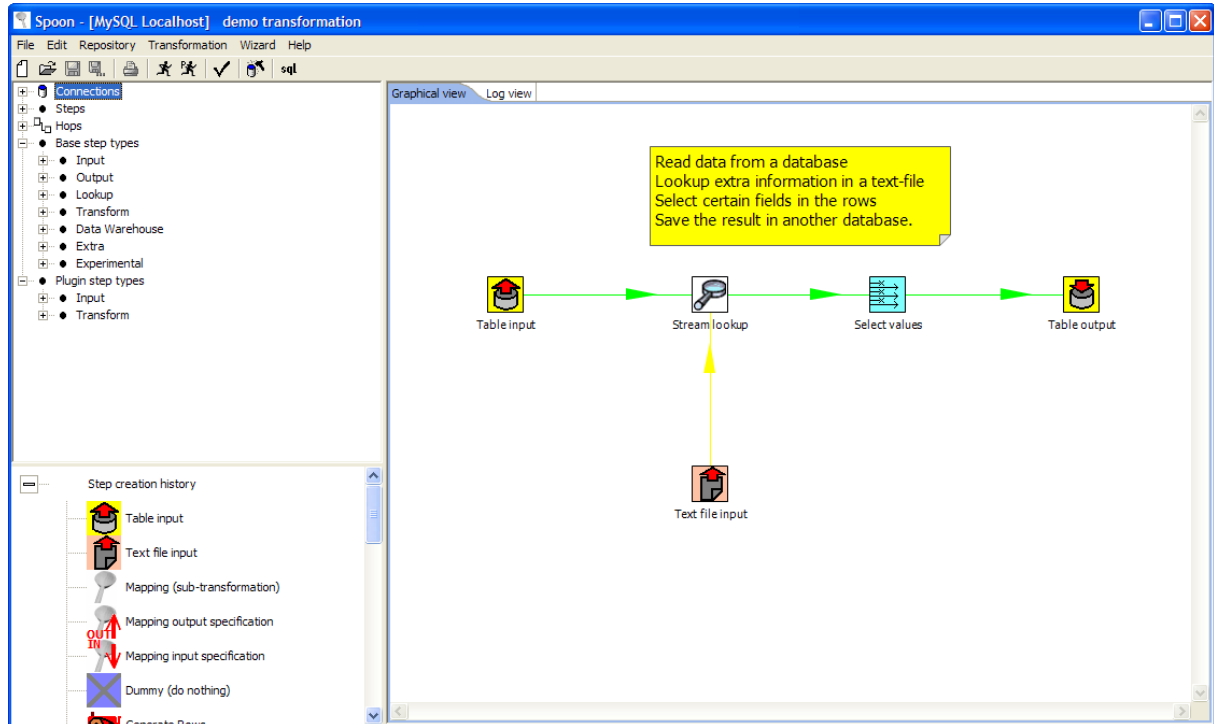 Spoon - [MySQL Localhost] demo transformation
File Edit Repository Transformation Wizard Help
sql
Connections
Steps
Hops
Base step types
Input
Output
Lookup
Transform
Data Warehouse
Extra
Experimental
Plugin step types
Input
Transform
Step creation history
Table input
Text file input
Mapping (sub-transformation)
Mapping output specification
OUT
IN
Mapping input specification
Dummy (do nothing)
Generate Rows
Graphical view Log view
Read data from a database
Lookup extra information in a text-file
Select certain fields in the rows
Save the result in another database.
Table input Stream lookup Select values Table output
Text file input